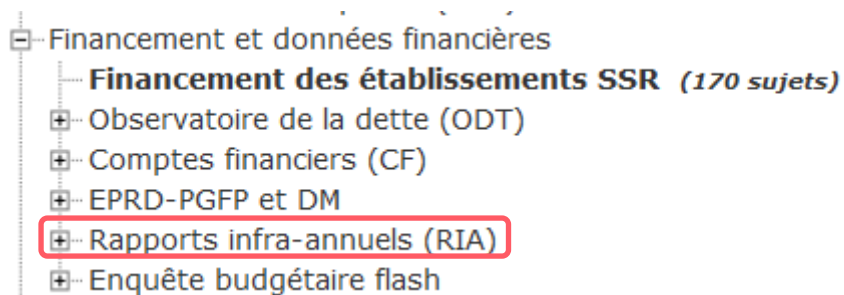 Financement et données financières
Financement des établissements SSR (170 sujets)
Observatoire de la dette (ODT)
Comptes financiers (CF)
EPRD-PGFP et DM
Rapports infra-annuels (RIA)
Enquête budgétaire flash